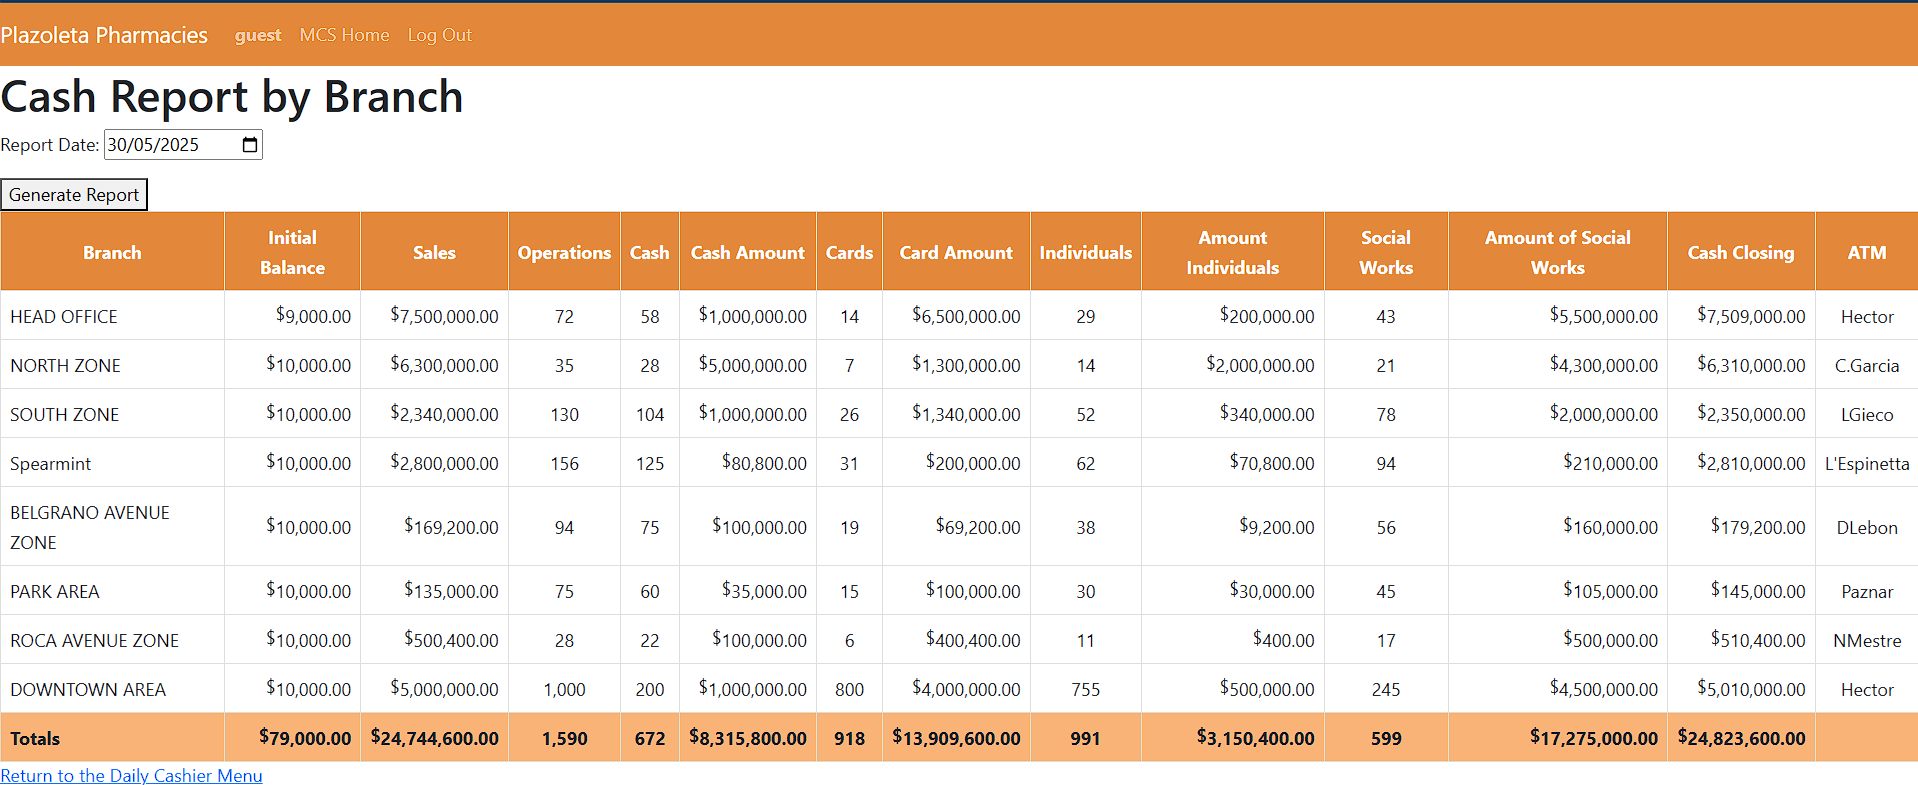 Plazoleta Pharmacies guest MCS Home Log Out
Cash Report by Branch
Report Date: 30/05/2025
Generate Report
Branch Initial Balance Sales Operations Cash Cash Amount Cards Card Amount Individuals Amount Individuals Social Works Amount of Social Works Cash Closing ATM
HEAD OFFICE $9,000.00 $7,500,000.00 72 58 $1,000,000.00 14 $6,500,000.00 29 $200,000.00 43 $5,500,000.00 $7,509,000.00 Hector
NORTH ZONE $10,000.00 $6,300,000.00 35 28 $5,000,000.00 7 $1,300,000.00 14 $2,000,000.00 21 $4,300,000.00 $6,310,000.00 C.Garcia
SOUTH ZONE $10,000.00 $2,340,000.00 130 104 $1,000,000.00 26 $1,340,000.00 52 $340,000.00 78 $2,000,000.00 $2,350,000.00 LGieco
Spearmint $10,000.00 $2,800,000.00 156 125 $80,800.00 31 $200,000.00 62 $70,800.00 94 $210,000.00 $2,810,000.00 L'Espinetta
BELGRANO AVENUE ZONE $10,000.00 $169,200.00 94 75 $100,000.00 19 $69,200.00 38 $9,200.00 56 $160,000.00 $179,200.00 DLebon
PARK AREA $10,000.00 $135,000.00 75 60 $35,000.00 15 $100,000.00 30 $30,000.00 45 $105,000.00 $145,000.00 Paznar
ROCA AVENUE ZONE $10,000.00 $500,400.00 28 22 $100,000.00 6 $400,400.00 11 $400.00 17 $500,000.00 $510,400.00 NMestre
DOWNTOWN AREA $10,000.00 $5,000,000.00 1,000 200 $1,000,000.00 800 $4,000,000.00 755 $500,000.00 245 $4,500,000.00 $5,010,000.00 Hector
Totals $79,000.00 $24,744,600.00 1,590 672 $8,315,800.00 918 $13,909,600.00 991 $3,150,400.00 599 $17,275,000.00 $24,823,600.00
Return to the Daily Cashier Menu